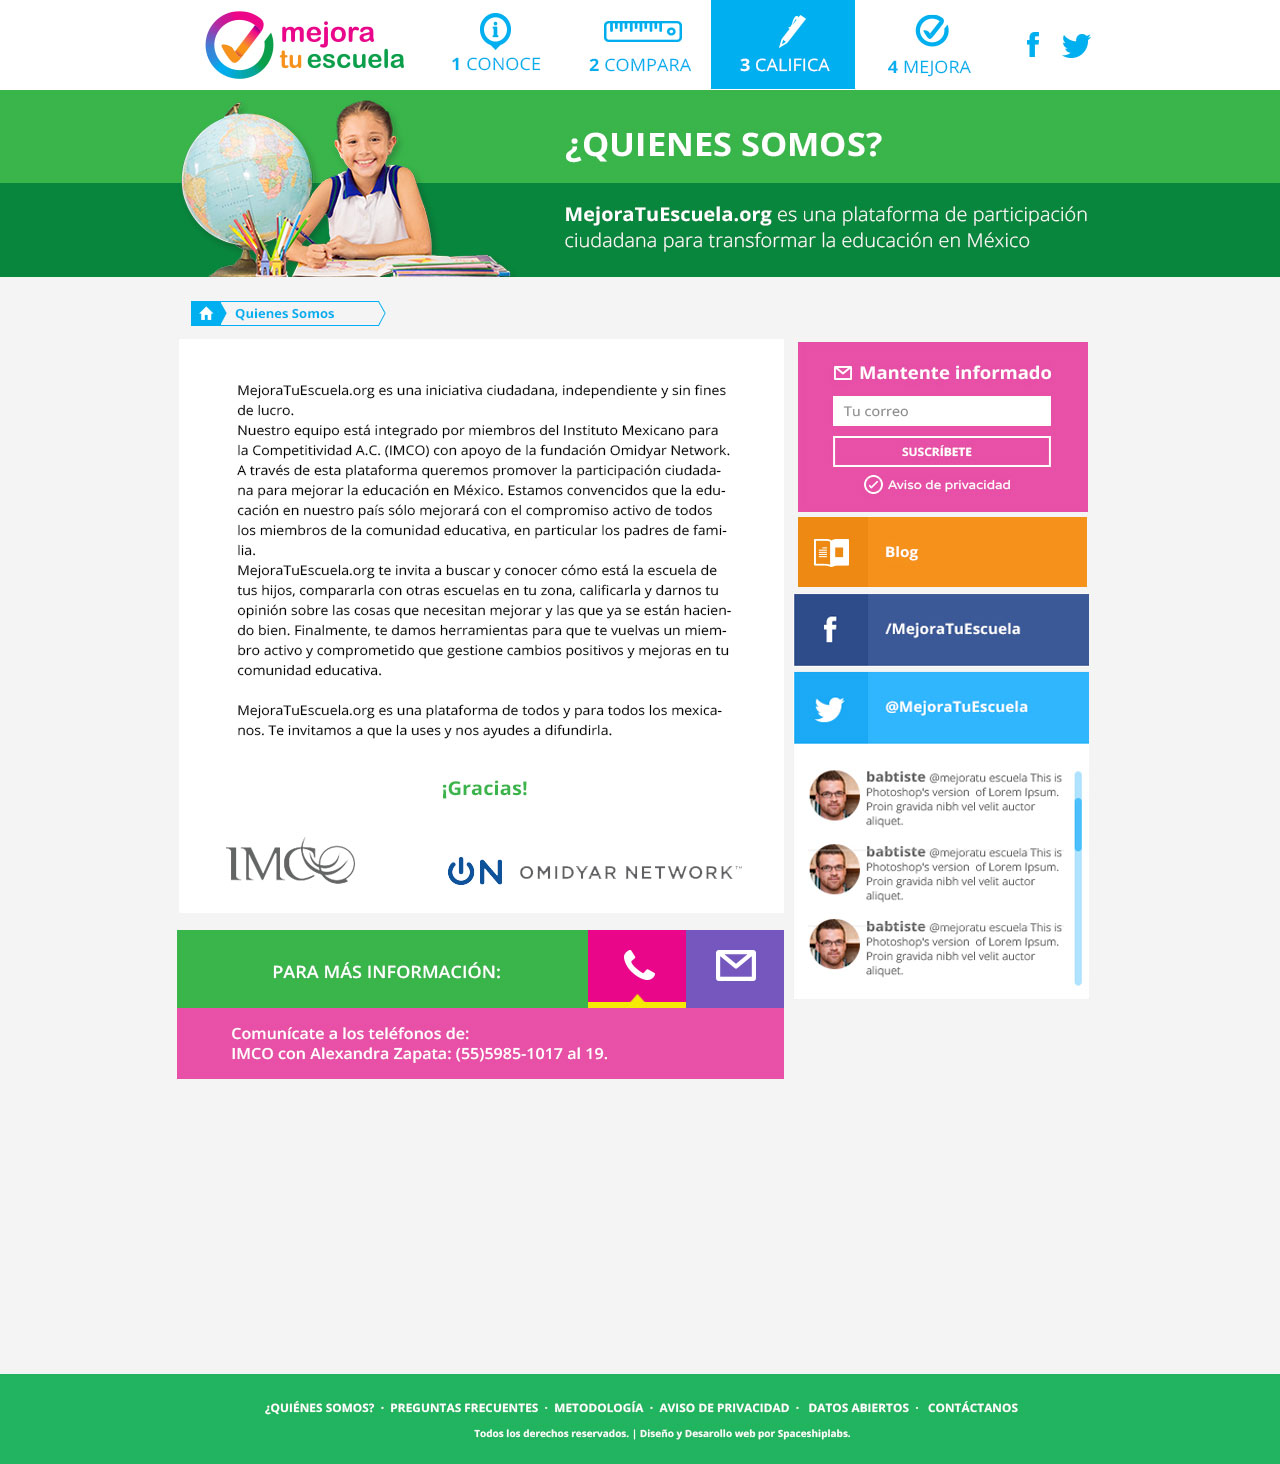 mejora
tu escuela
1 CONOCE
2 COMPARA
3 CALIFICA
4 MEJORA
¿QUIENES SOMOS?
MejoraTuEscuela.org es una plataforma de participación
ciudadana para transformar la educación en México
Quienes Somos
MejoraTuEscuela.org es una iniciativa ciudadana, independiente y sin fines
de lucro.
Nuestro equipo está integrado por miembros del Instituto Mexicano para
la Competitividad A.C. (IMCO) con apoyo de la fundación Omidyar Network.
A través de esta plataforma queremos promover la participación ciudada-
na para mejorar la educación en México. Estamos convencidos que la edu-
cación en nuestro país sólo mejorará con el compromiso activo de todos
los miembros de la comunidad educativa, en particular los padres de fami-
lia.
MejoraTuEscuela.org te invita a buscar y conocer cómo está la escuela de
tus hijos, compararla con otras escuelas en tu zona, calificarla y darnos tu
opinión sobre las cosas que necesitan mejorar y las que ya se están hacien-
do bien. Finalmente, te damos herramientas para que te vuelvas un miem-
bro activo y comprometido que gestione cambios positivos y mejoras en tu
comunidad educativa.
MejoraTuEscuela.org es una plataforma de todos y para todos los mexica-
nos. Te invitamos a que la uses y nos ayudes a difundirla.
¡Gracias!
IMCO
ON OMIDYAR NETWORK™
PARA MÁS INFORMACIÓN:
Comunícate a los teléfonos de:
IMCO con Alexandra Zapata: (55)5985-1017 al 19.
Mantente informado
Tu correo
SUSCRÍBETE
Aviso de privacidad
Blog
/MejoraTuEscuela
@MejoraTuEscuela
babtiste @mejoratu escuela This is
Photoshop's version of Lorem Ipsum.
Proin gravida nibh vel velit auctor
aliquet.
babtiste @mejoratu escuela This is
Photoshop's version of Lorem Ipsum.
Proin gravida nibh vel velit auctor
aliquet.
babtiste @mejoratu escuela This is
Photoshop's version of Lorem Ipsum.
Proin gravida nibh vel velit auctor
aliquet.
¿QUIÉNES SOMOS? · PREGUNTAS FRECUENTES · METODOLOGÍA · AVISO DE PRIVACIDAD · DATOS ABIERTOS · CONTÁCTANOS
Todos los derechos reservados. | Diseño y Desarollo web por Spaceshiplabs.